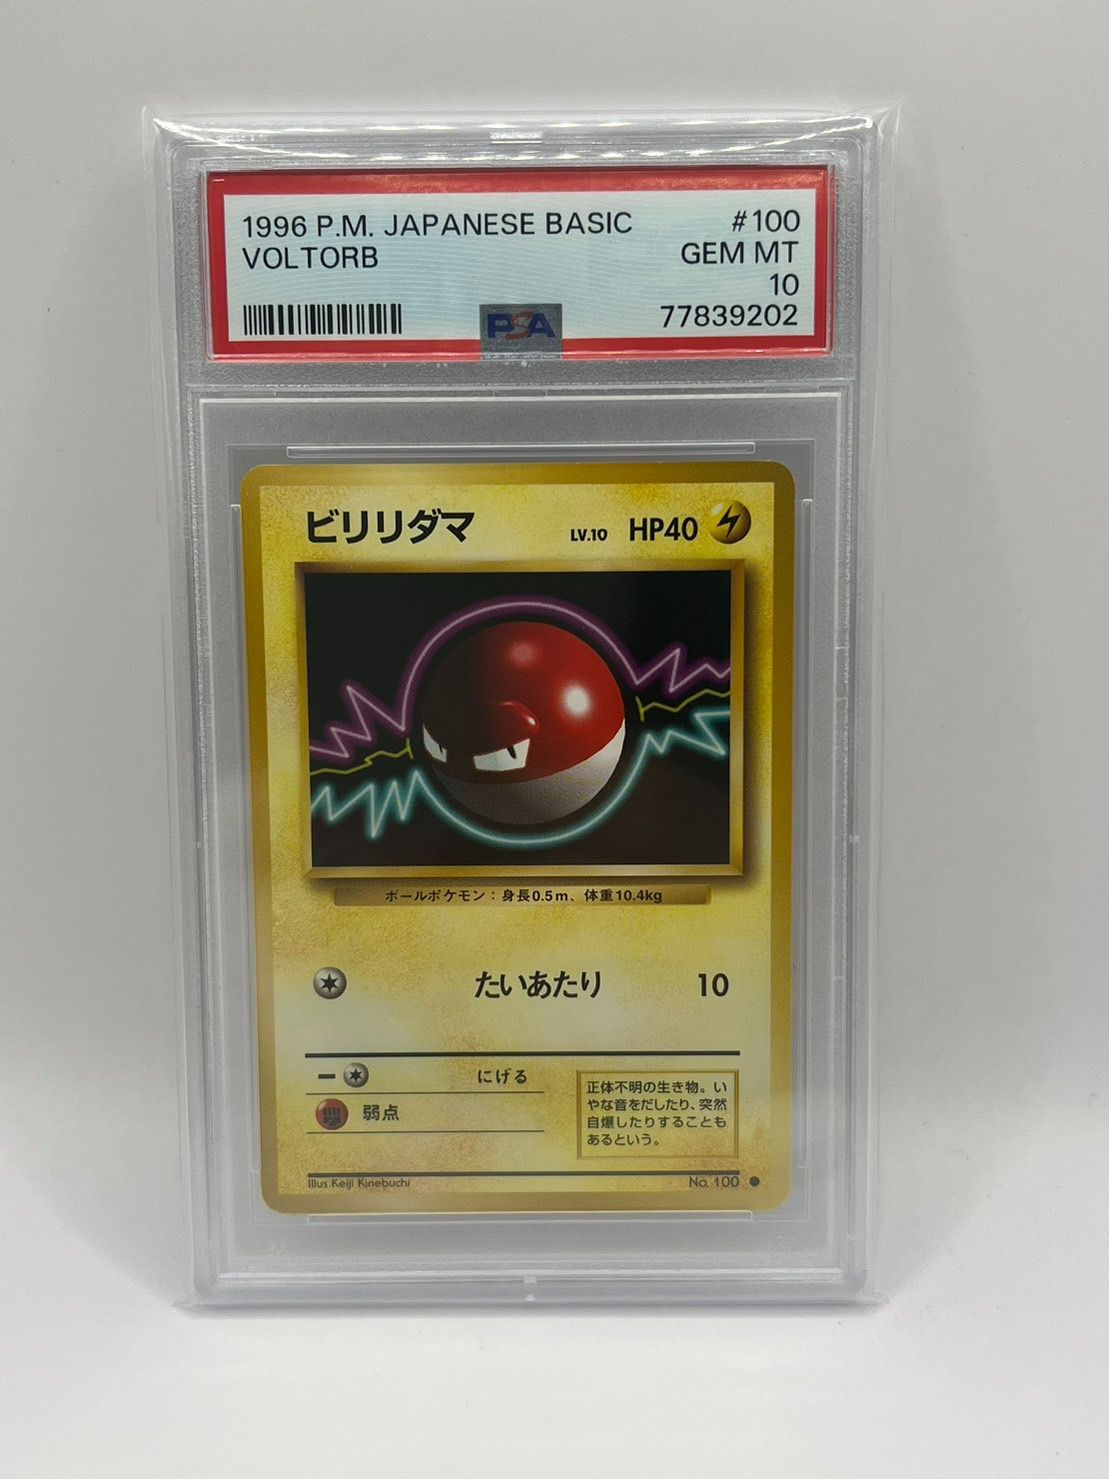 1996 P.M. JAPANESE BASIC #100
VOLTORB GEM MT
10
PSA 77839202
ビリリダマ LV.10 HP40
ボールポケモン：身長0.5m、体重10.4kg
たいあたり 10
ー にげる
弱点
正体不明の生き物。い
やな音をだしたり、突然
自爆したりすることも
あるという。
Illus. Keiji Kinebuchi No. 100